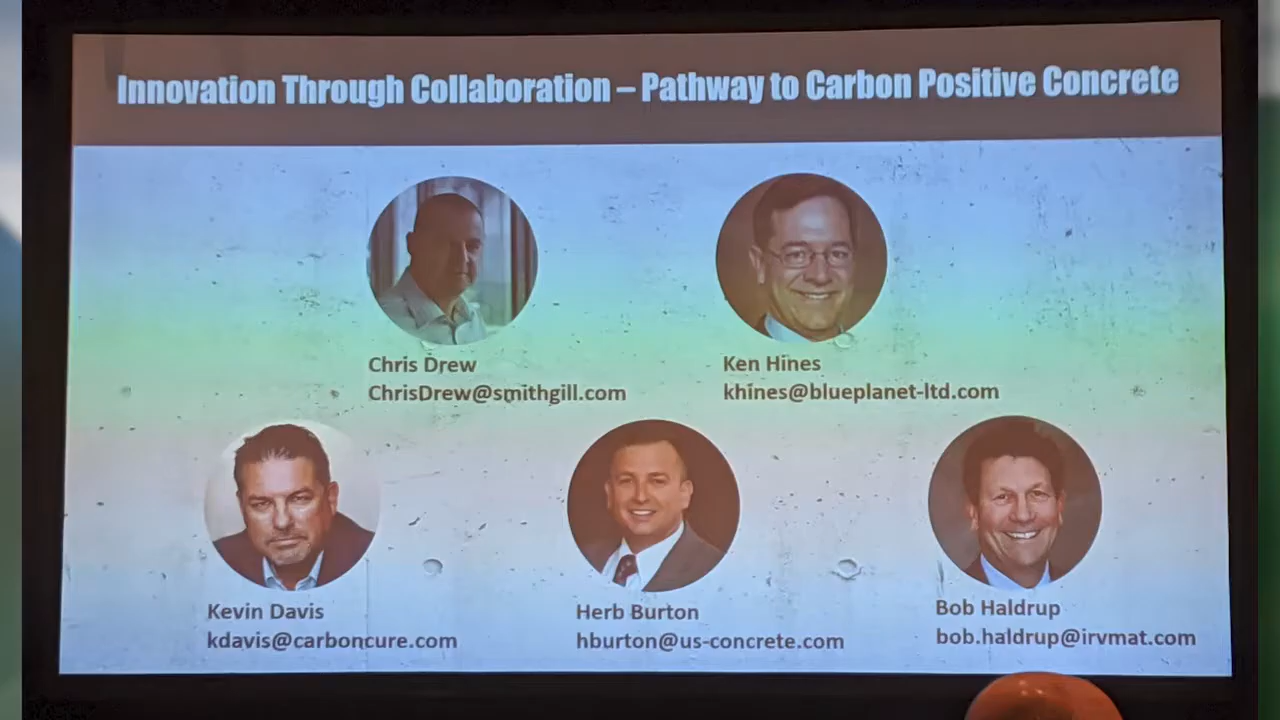 Innovation Through Collaboration – Pathway to Carbon Positive Concrete
Chris Drew
ChrisDrew@smithgill.com
Ken Hines
khines@blueplanet-ltd.com
Kevin Davis
kdavis@carboncure.com
Herb Burton
hburton@us-concrete.com
Bob Haldrup
bob.haldrup@irvmat.com